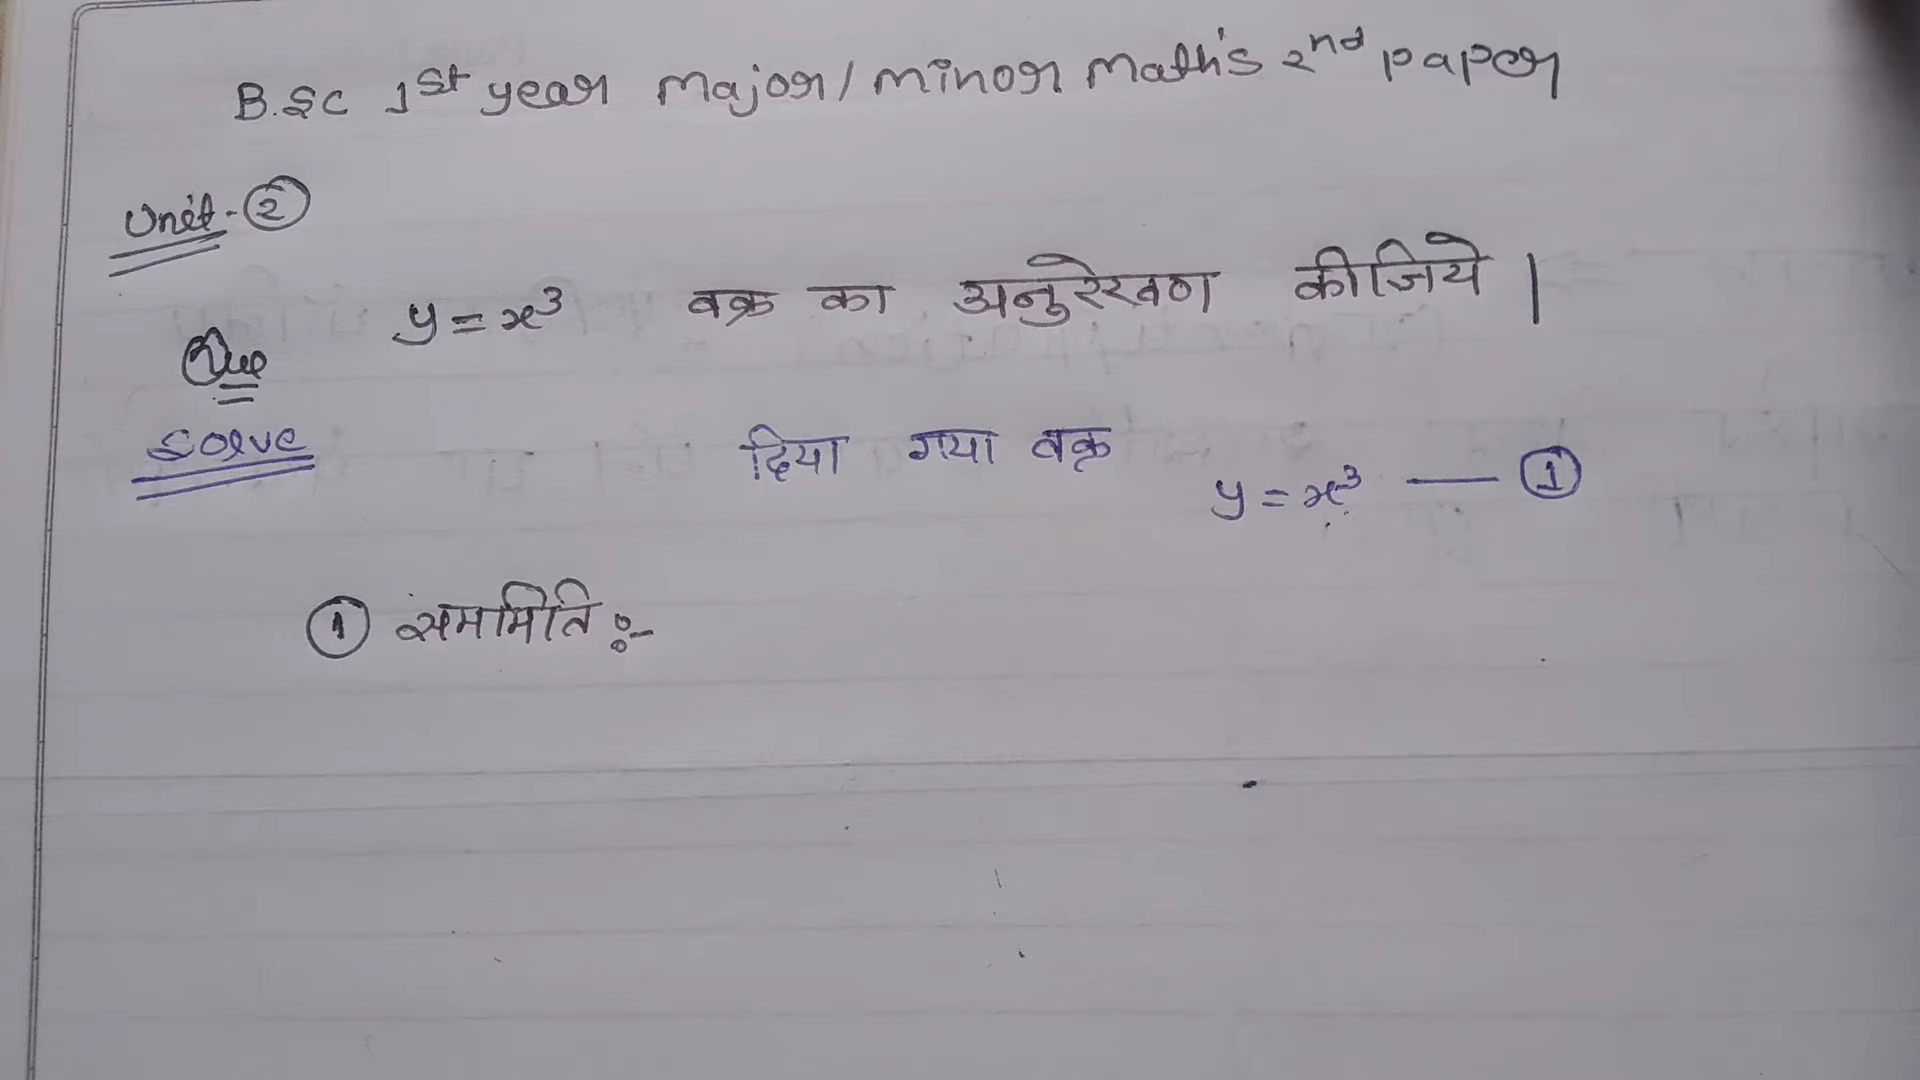 B.sc 1st year major/minor maths 2nd paper
Unit-②
Que y=x³ वक्र का अनुरेखण कीजिये |
Solve दिया गया वक्र
y=x³ — ①
① सममिति :-